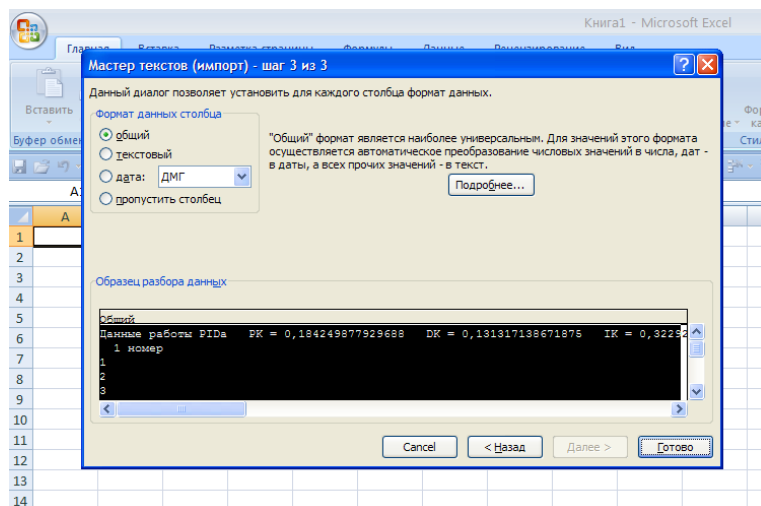 Книга1 - Microsoft Excel
Мастер текстов (импорт) - шаг 3 из 3
Данный диалог позволяет установить для каждого столбца формат данных.
Вставить
Формат данных столбца
общий
текстовый
дата: ДМГ
пропустить столбец
"Общий" формат является наиболее универсальным. Для значений этого формата
осуществляется автоматическое преобразование числовых значений в числа, дат -
в даты, а всех прочих значений - в текст.
Подробнее...
A
1
2
3
4
5
6
7
8
9
10
11
12
13
14
Образец разбора данных
Общий
Данные работы PIDa PK = 0,184249877929688 DK = 0,131317138671875 IK = 0,32292
1 номер
1
2
3
Cancel
< Назад
Далее >
Готово